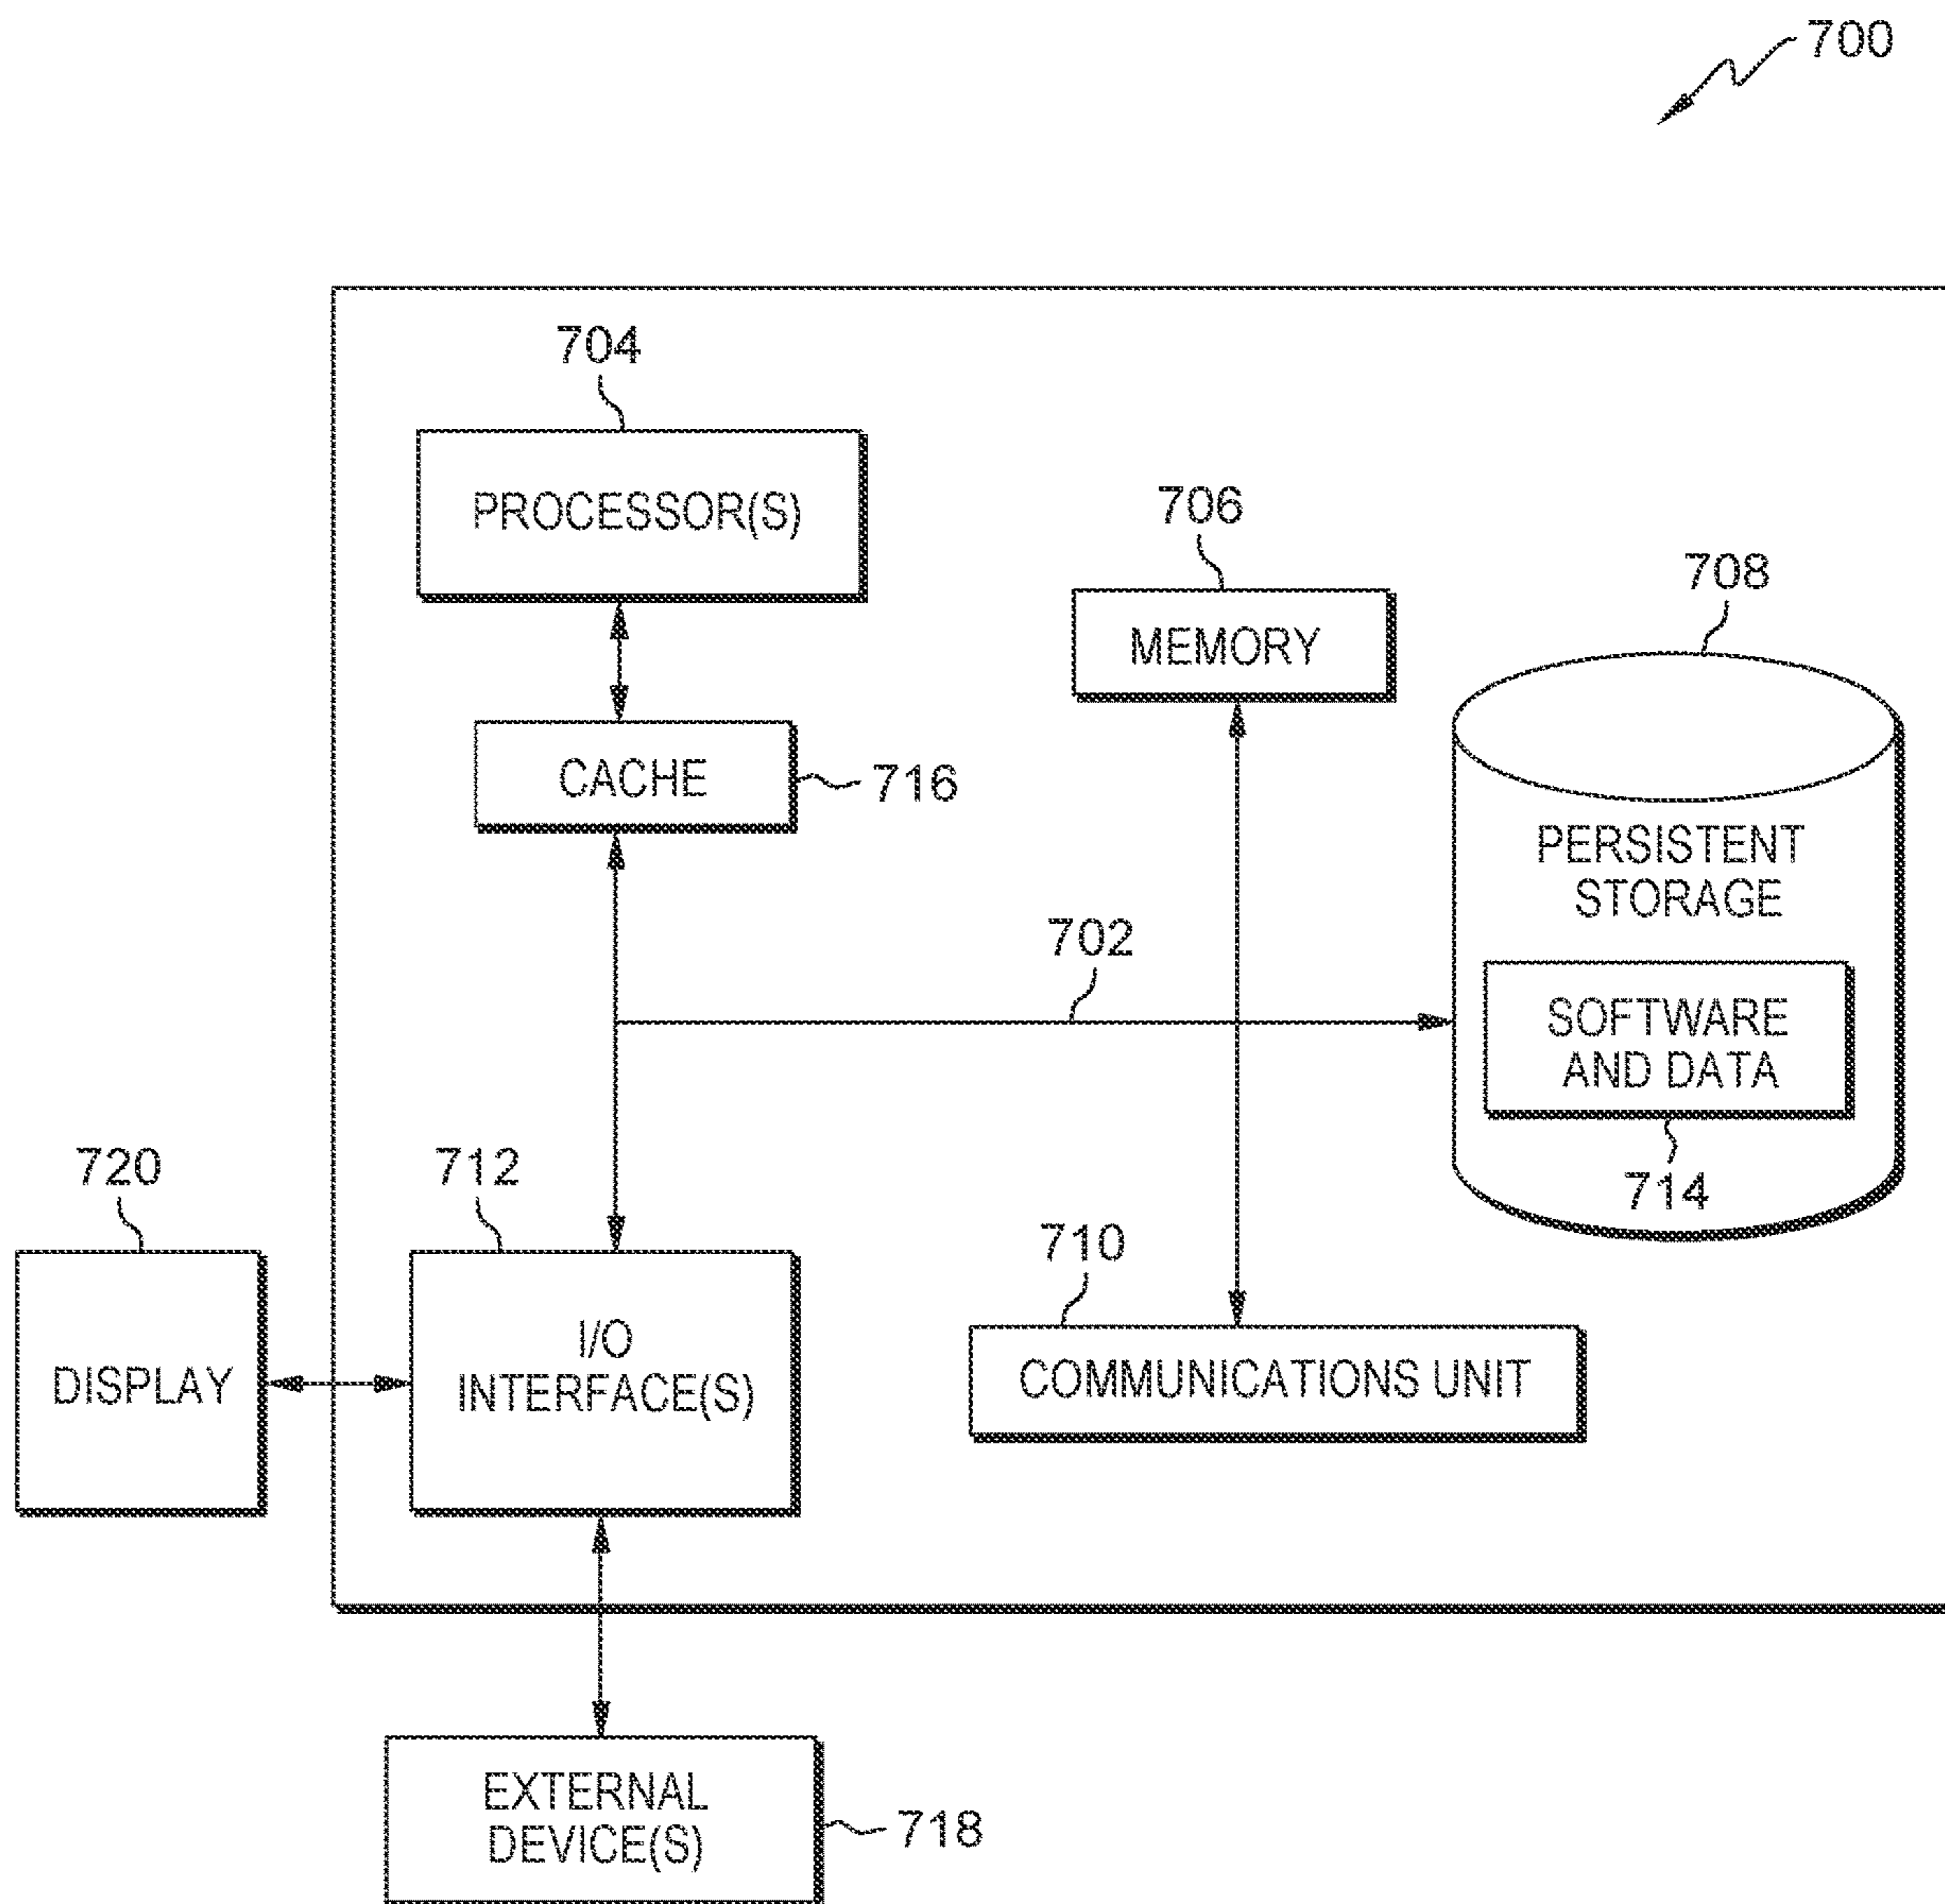 700
704
PROCESSOR(S)
706
MEMORY
708
CACHE
716
PERSISTENT
STORAGE
702
SOFTWARE
AND DATA
714
720
712
710
DISPLAY
I/O
INTERFACE(S)
COMMUNICATIONS UNIT
EXTERNAL
DEVICE(S)
718